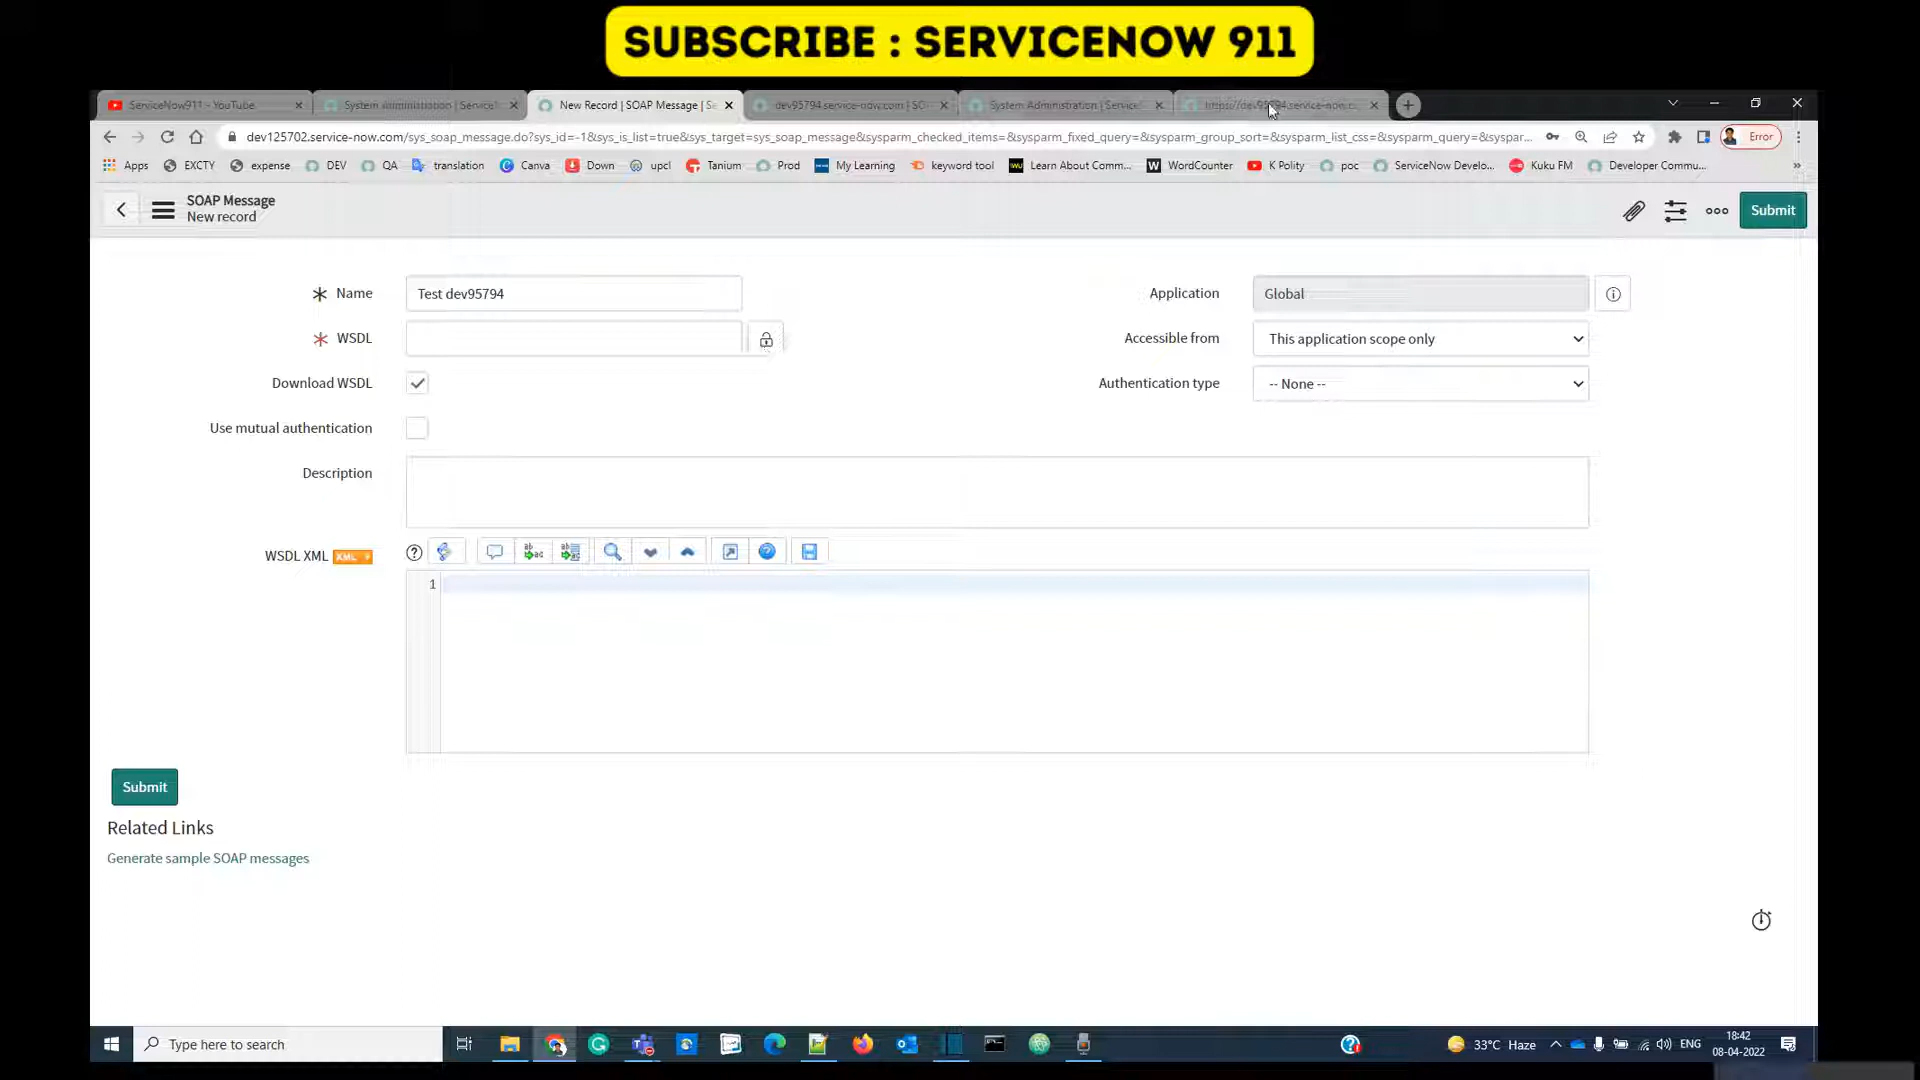 SUBSCRIBE : SERVICENOW 911
ServiceNow911 - YouTube
System Administration | Service
New Record | SOAP Message | Se
dev95794.service-now.com | SO
System Administration | Service
https://dev95794.service-now.c
dev125702.service-now.com/sys_soap_message.do?sys_id=-1&sys_is_list=true&sys_target=sys_soap_message&sysparm_checked_items=&sysparm_fixed_query=&sysparm_group_sort=&sysparm_list_css=&sysparm_query=&syspar...
Error
Apps
EXCTY
expense
DEV
QA
translation
Canva
Down
upcl
Tanium
Prod
My Learning
keyword tool
Learn About Comm...
WordCounter
K Polity
poc
ServiceNow Develo...
Kuku FM
Developer Commu...
SOAP Message
New record
Submit
Name
Test dev95794
Application
Global
WSDL
Accessible from
This application scope only
Download WSDL
Authentication type
-- None --
Use mutual authentication
Description
WSDL XML
XML
1
Submit
Related Links
Generate sample SOAP messages
Type here to search
33°C Haze
ENG
18:42
08-04-2022